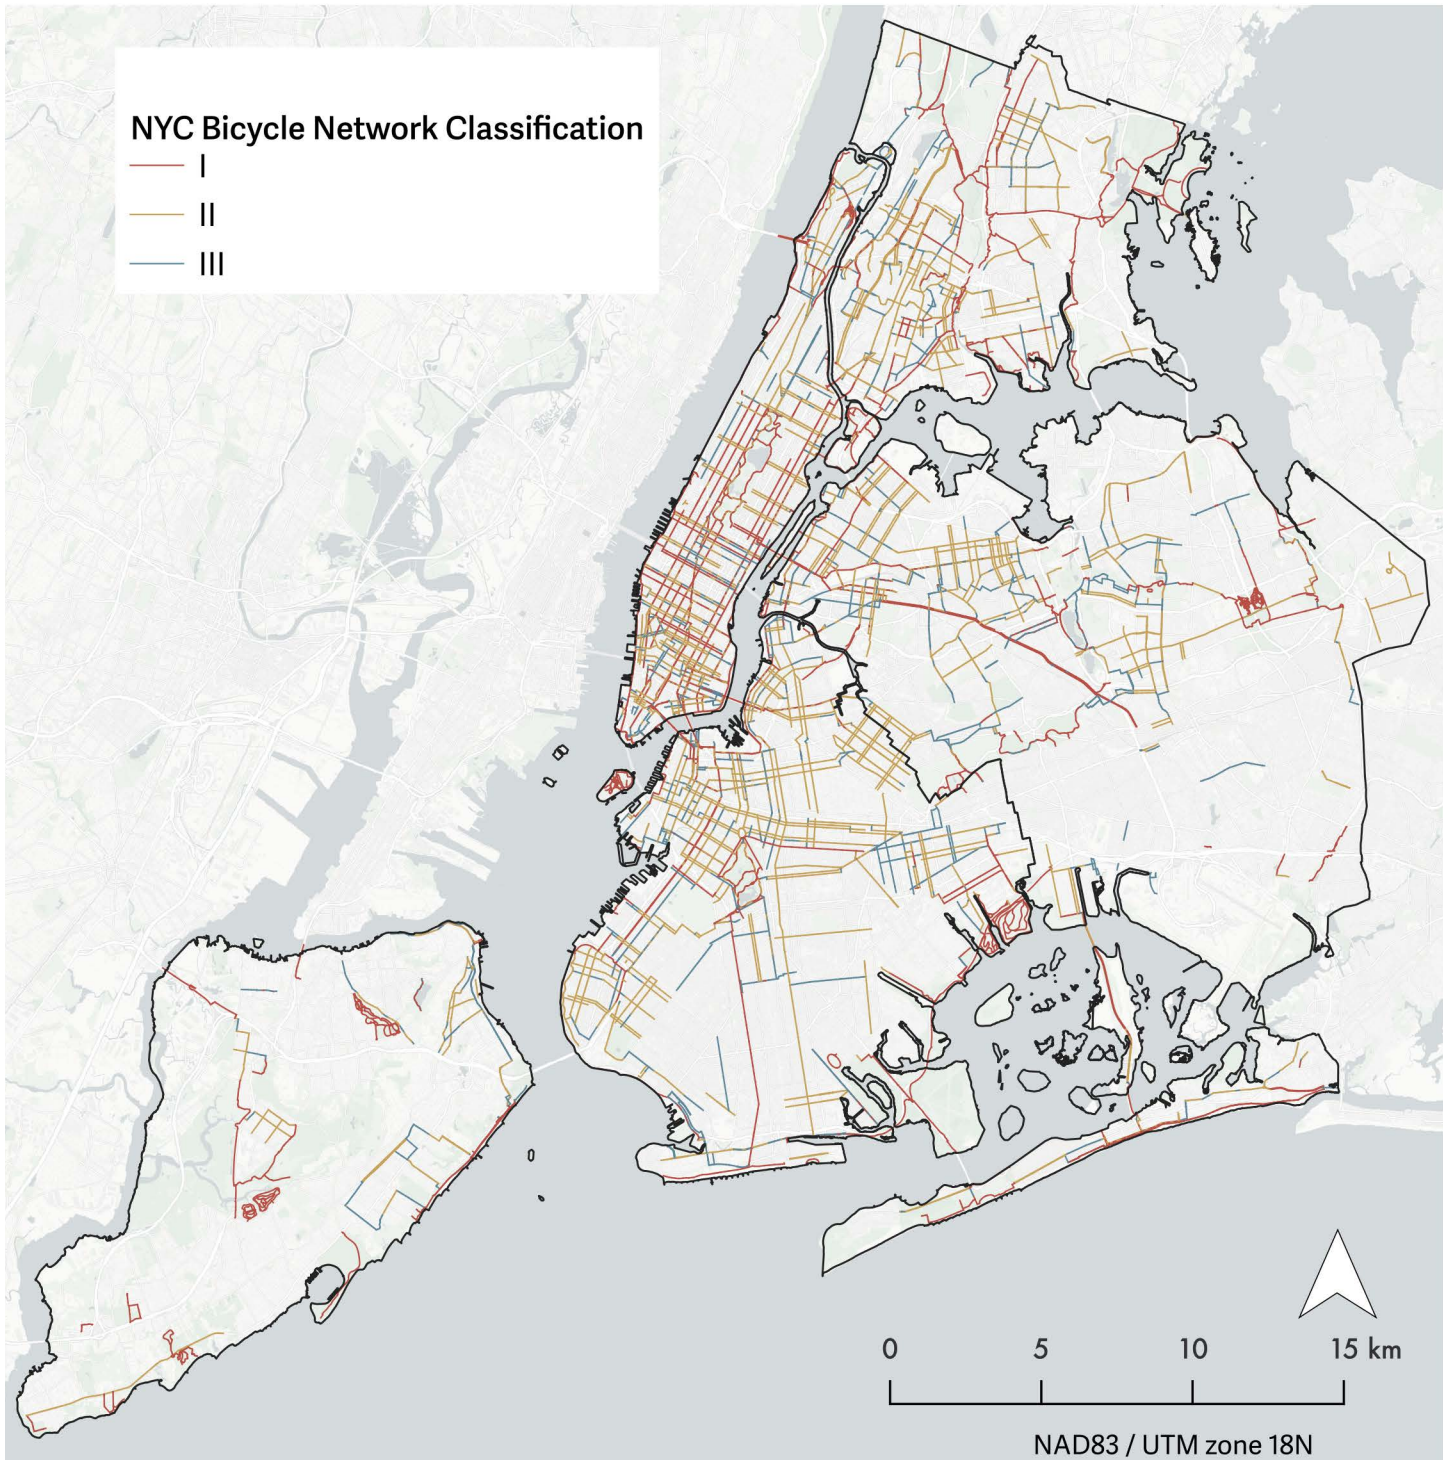 NYC Bicycle Network Classification
I
II
III
0 5 10 15 km
NAD83 / UTM zone 18N